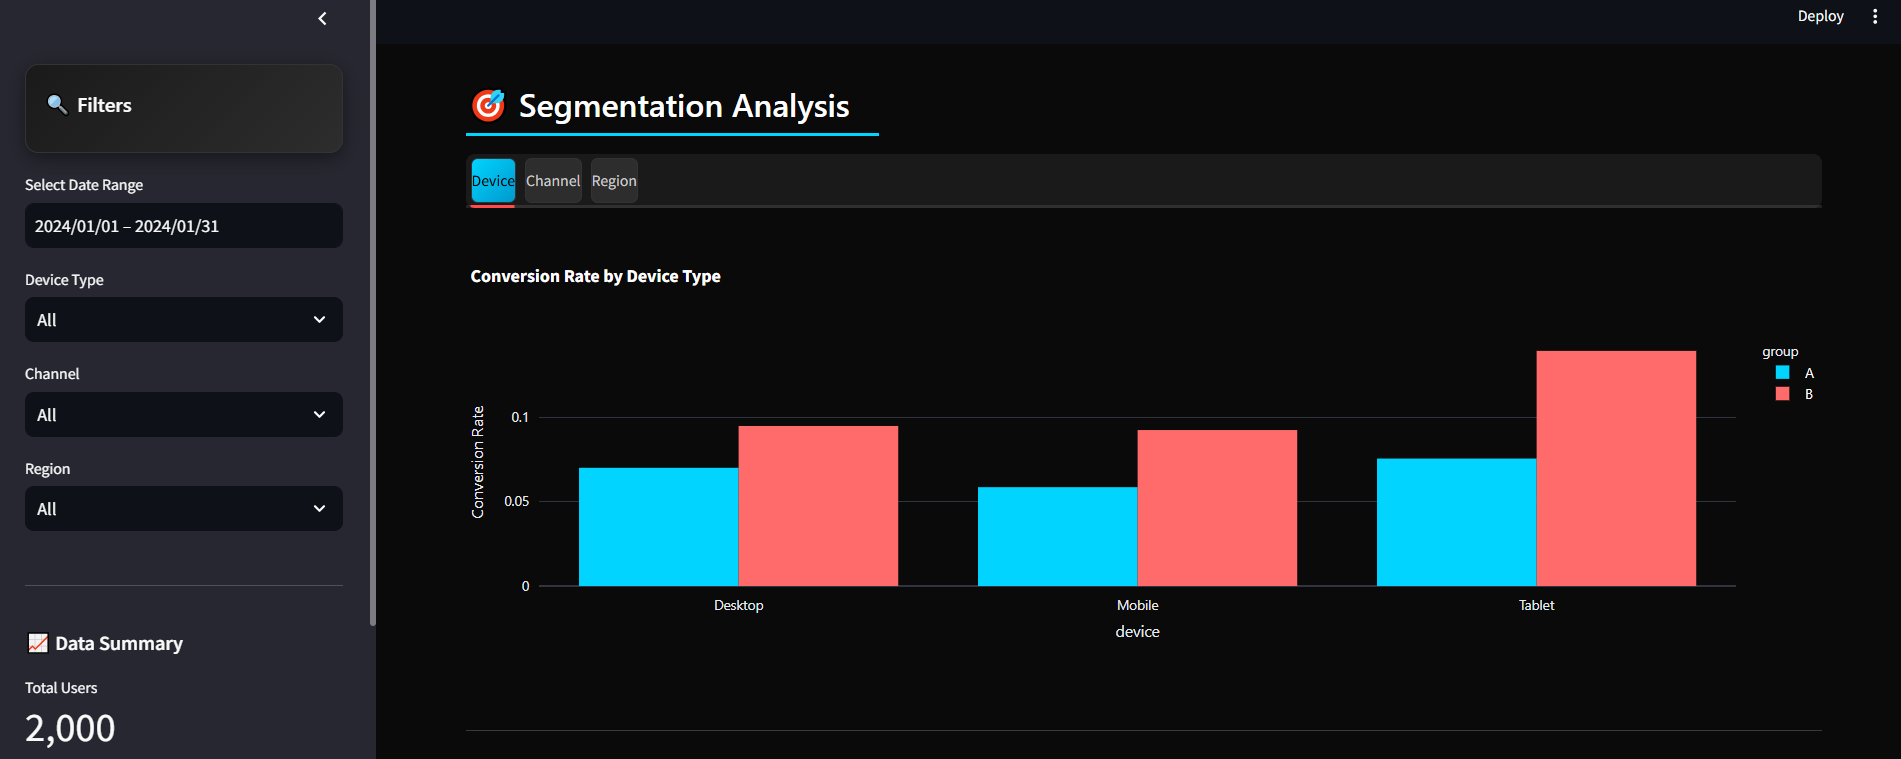 Filters
Select Date Range
2024/01/01 – 2024/01/31
Device Type
All
Channel
All
Region
All
Data Summary
Total Users
2,000
Deploy
Segmentation Analysis
Device Channel Region
Conversion Rate by Device Type
group
A
B
Conversion Rate
0.1
0.05
0
Desktop Mobile Tablet
device